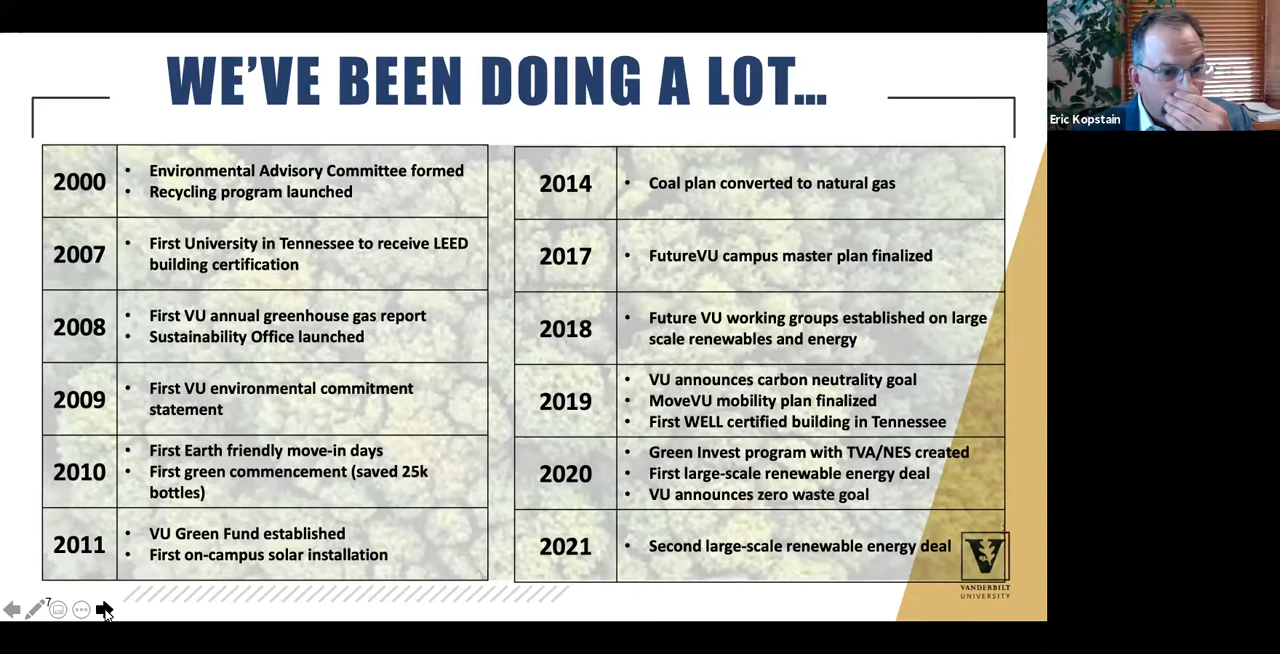 WE'VE BEEN DOING A LOT…
2000
• Environmental Advisory Committee formed
• Recycling program launched
2007
• First University in Tennessee to receive LEED
building certification
2008
• First VU annual greenhouse gas report
• Sustainability Office launched
2009
• First VU environmental commitment
statement
2010
• First Earth friendly move-in days
• First green commencement (saved 25k
bottles)
2011
• VU Green Fund established
• First on-campus solar installation
2014
• Coal plan converted to natural gas
2017
• FutureVU campus master plan finalized
2018
• Future VU working groups established on large
scale renewables and energy
2019
• VU announces carbon neutrality goal
• MoveVU mobility plan finalized
• First WELL certified building in Tennessee
2020
• Green Invest program with TVA/NES created
• First large-scale renewable energy deal
• VU announces zero waste goal
2021
• Second large-scale renewable energy deal
V
VANDERBILT
UNIVERSITY
7
Eric Kopstain